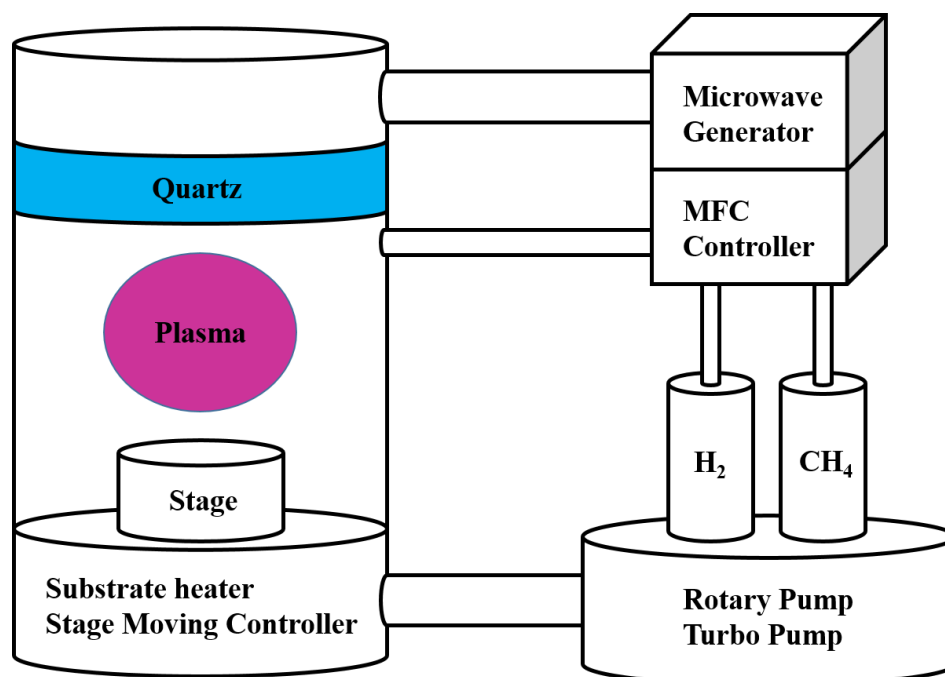 Microwave
Generator
Quartz
MFC
Controller
Plasma
H₂
CH₄
Stage
Substrate heater
Stage Moving Controller
Rotary Pump
Turbo Pump